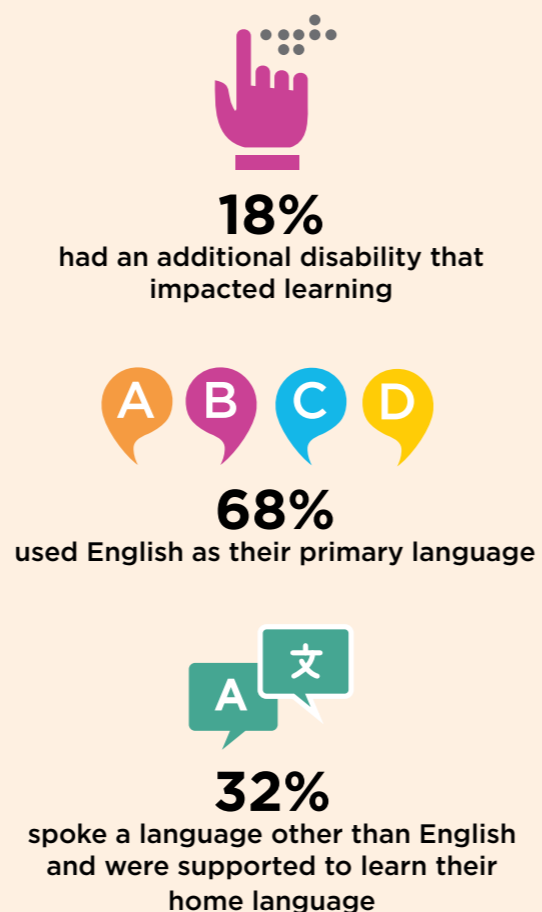 18%
had an additional disability that
impacted learning
A B C D
68%
used English as their primary language
A 文
32%
spoke a language other than English
and were supported to learn their
home language